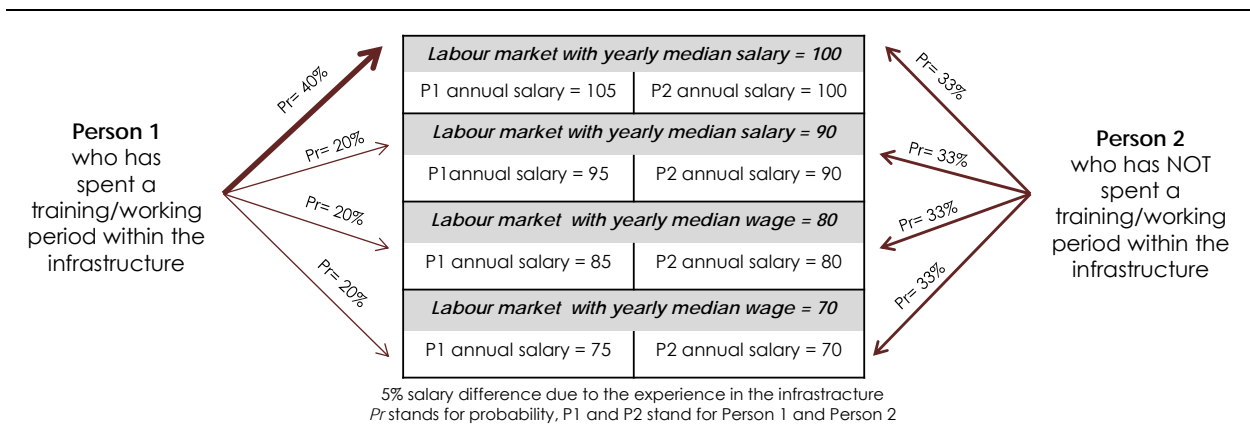 Person 1
who has
spent a
training/working
period within the
infrastructure
Pr= 40%
Pr= 20%
Pr= 20%
Pr= 20%
Labour market with yearly median salary = 100
P1 annual salary = 105 P2 annual salary = 100
Labour market with yearly median salary = 90
P1annual salary = 95 P2 annual salary = 90
Labour market with yearly median wage = 80
P1 annual salary = 85 P2 annual salary = 80
Labour market with yearly median wage = 70
P1 annual salary = 75 P2 annual salary = 70
Pr= 33%
Pr= 33%
Pr= 33%
Pr= 33%
Person 2
who has NOT
spent a
training/working
period within the
infrastructure
5% salary difference due to the experience in the infrastracture
Pr stands for probability, P1 and P2 stand for Person 1 and Person 2